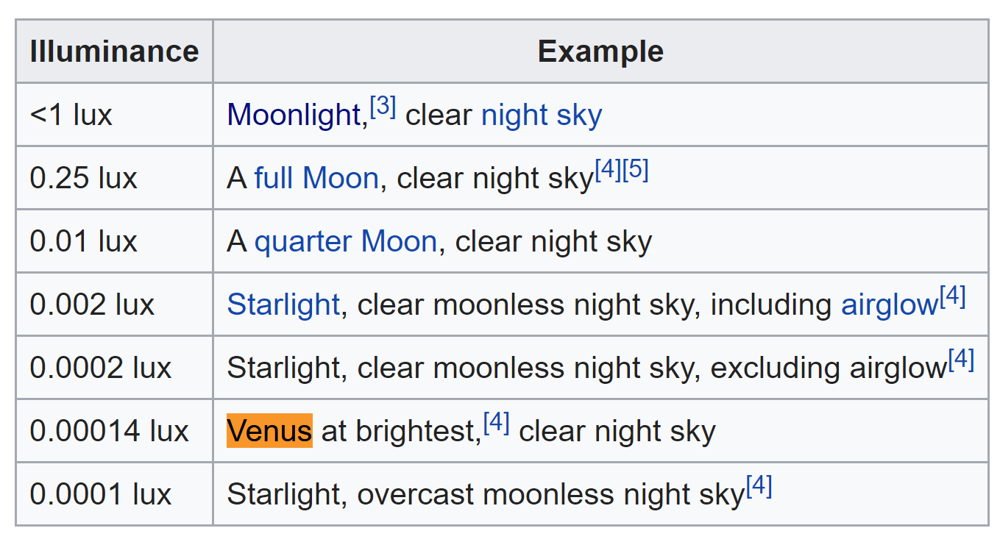 Illuminance Example
<1 lux Moonlight,[3] clear night sky
0.25 lux A full Moon, clear night sky[4][5]
0.01 lux A quarter Moon, clear night sky
0.002 lux Starlight, clear moonless night sky, including airglow[4]
0.0002 lux Starlight, clear moonless night sky, excluding airglow[4]
0.00014 lux Venus at brightest,[4] clear night sky
0.0001 lux Starlight, overcast moonless night sky[4]